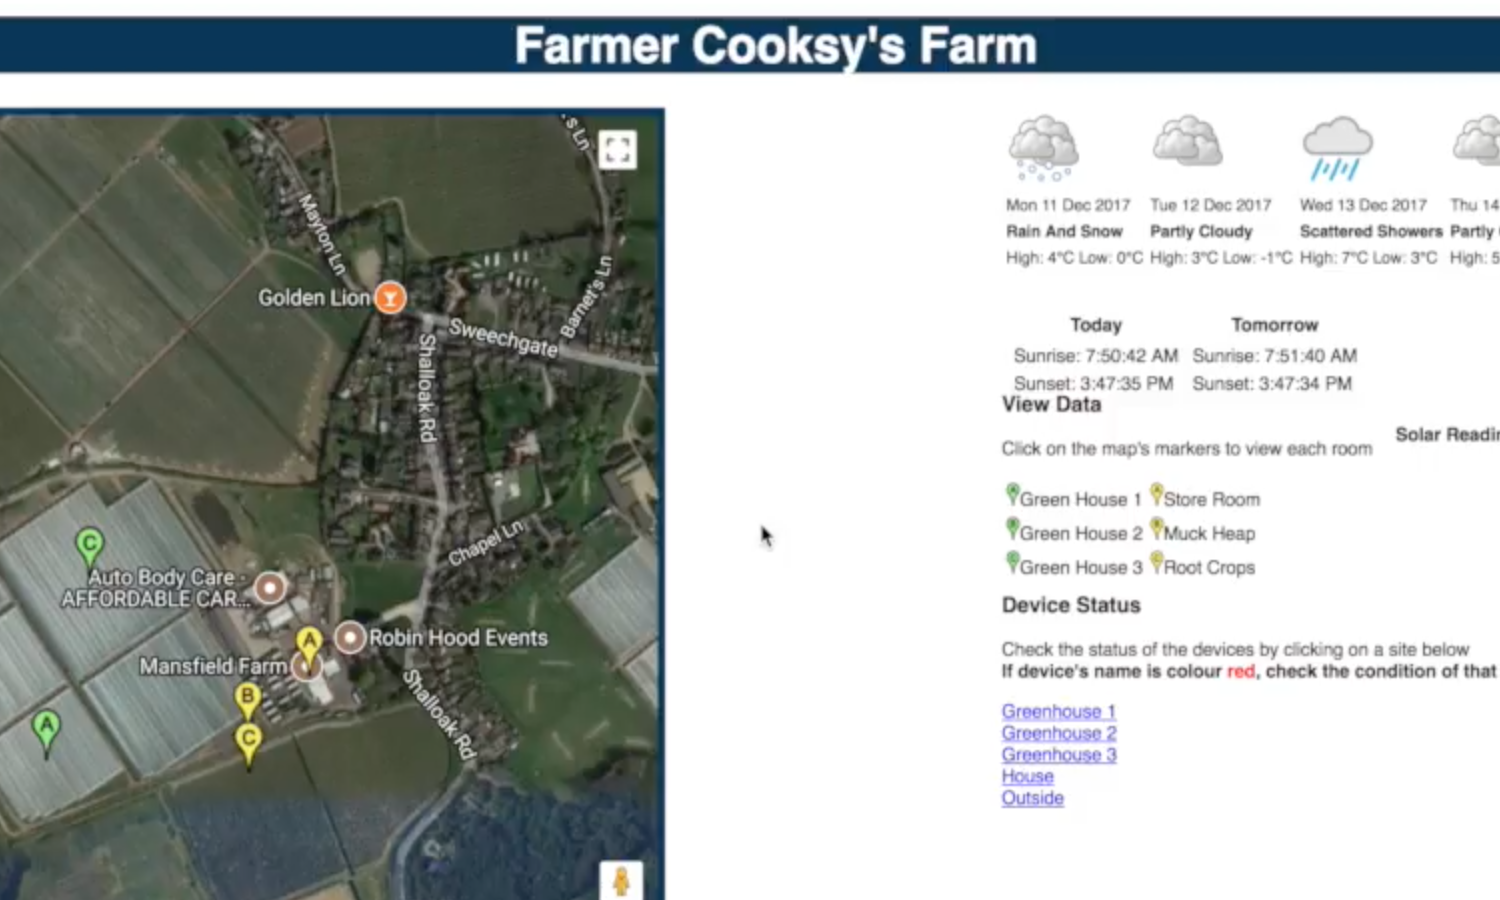 Farmer Cooksy's Farm
s Ln
Mayton Ln
Golden Lion
Sweechgate
Barnet's Ln
Shalloak Rd
Chapel Ln
C
Auto Body Care -
AFFORDABLE CAR...
A
Robin Hood Events
Mansfield Farm
B
C
A
Shalloak Rd
Mon 11 Dec 2017 Tue 12 Dec 2017 Wed 13 Dec 2017 Thu 14
Rain And Snow Partly Cloudy Scattered Showers Partly
High: 4°C Low: 0°C High: 3°C Low: -1°C High: 7°C Low: 3°C High: 5
Today Tomorrow
Sunrise: 7:50:42 AM Sunrise: 7:51:40 AM
Sunset: 3:47:35 PM Sunset: 3:47:34 PM
View Data
Solar Readin
Click on the map's markers to view each room
Green House 1 Store Room
Green House 2 Muck Heap
Green House 3 Root Crops
Device Status
Check the status of the devices by clicking on a site below
If device's name is colour red, check the condition of that
Greenhouse 1
Greenhouse 2
Greenhouse 3
House
Outside